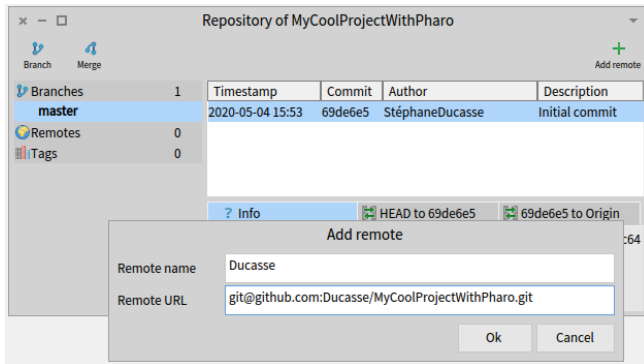 Repository of MyCoolProjectWithPharo
Branch Merge Add remote
Branches 1
master
Remotes 0
Tags 0
Timestamp Commit Author Description
2020-05-04 15:53 69de6e5 StéphaneDucasse Initial commit
? Info HEAD to 69de6e5 69de6e5 to Origin
c64
Add remote
Remote name Ducasse
Remote URL git@github.com:Ducasse/MyCoolProjectWithPharo.git
Ok Cancel